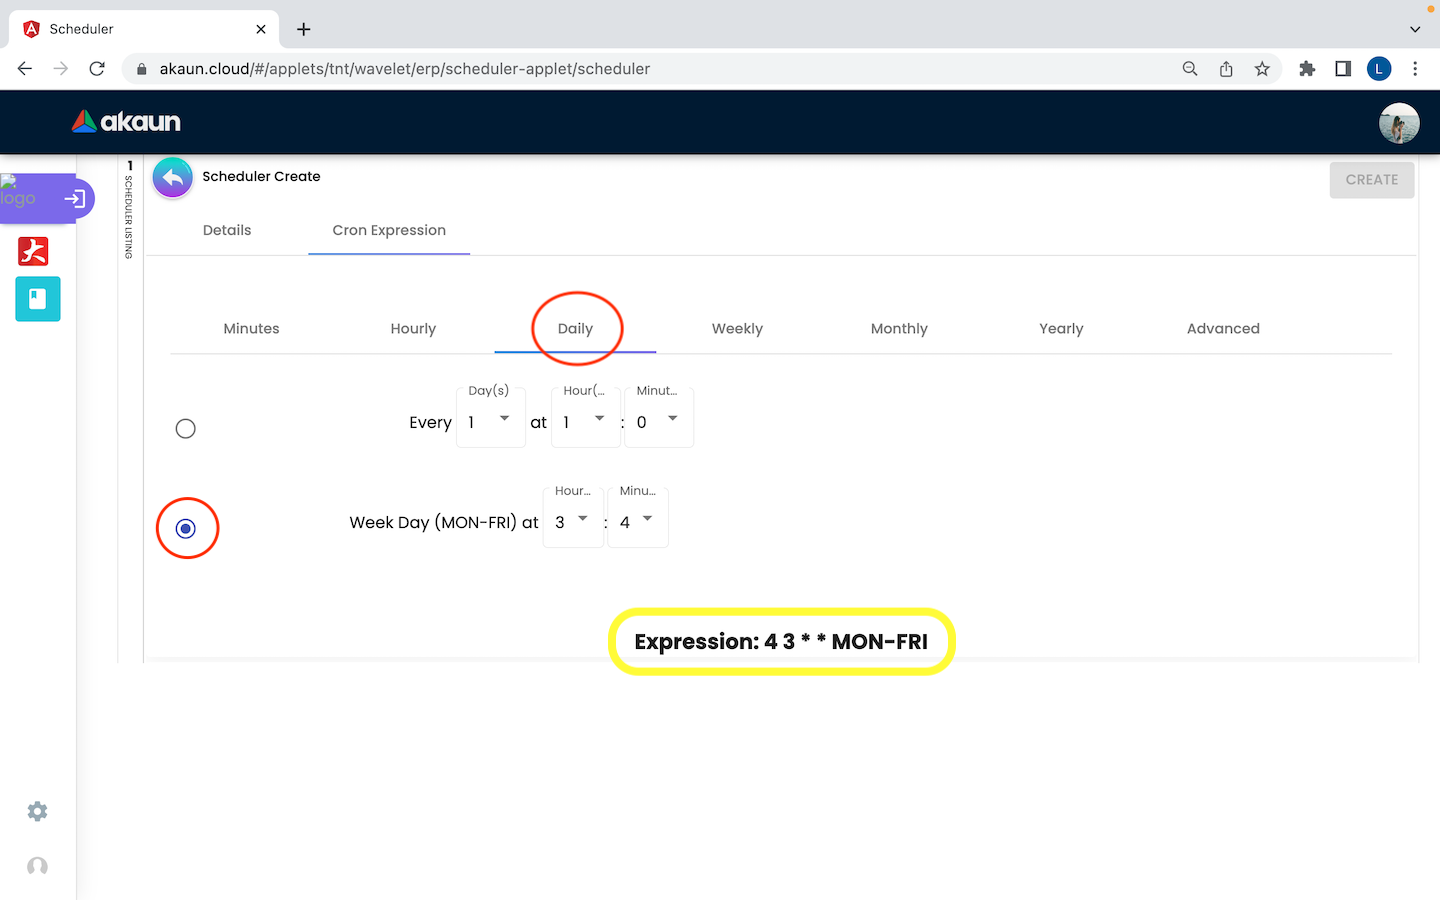 Scheduler
akaun.cloud/#/applets/tnt/wavelet/erp/scheduler-applet/scheduler
L
akaun
logo
1
SCHEDULER LISTING
Scheduler Create
CREATE
Details
Cron Expression
Minutes
Hourly
Daily
Weekly
Monthly
Yearly
Advanced
Day(s)
Hour(...
Minut...
Every 1 at 1 : 0
Hour...
Minu...
Week Day (MON-FRI) at 3 : 4
Expression: 4 3 * * MON-FRI